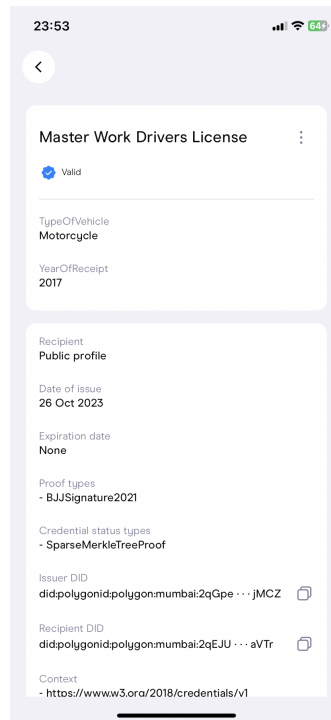 23:53
64
Master Work Drivers License
Valid
TypeOfVehicle
Motorcycle
YearOfReceipt
2017
Recipient
Public profile
Date of issue
26 Oct 2023
Expiration date
None
Proof types
- BJJSignature2021
Credential status types
- SparseMerkleTreeProof
Issuer DID
did:polygonid:polygon:mumbai:2qGpe ··· jMCZ
Recipient DID
did:polygonid:polygon:mumbai:2qEJU ··· aVTr
Context
- https://www.w3.org/2018/credentials/v1